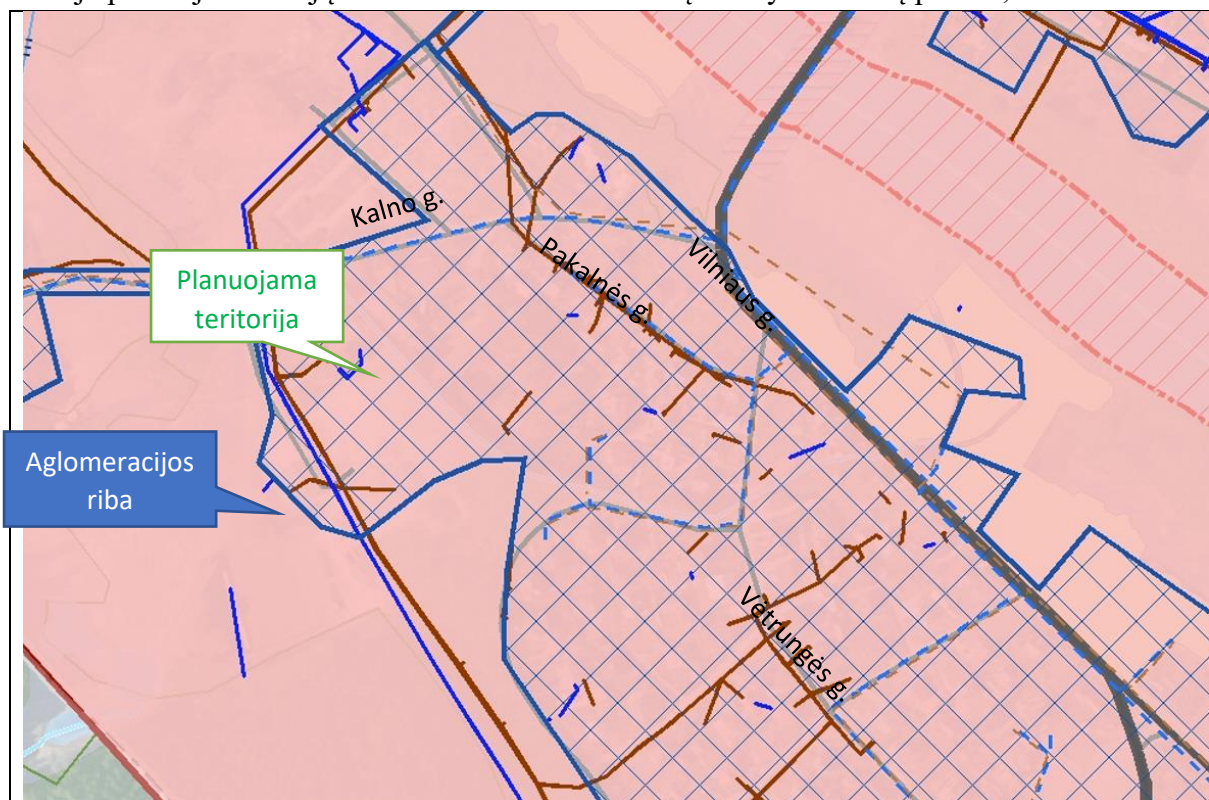 Kalno g.
Pakalnės g.
Vilniaus g.
Planuojama
teritorija
Aglomeracijos
riba
Vėtrungės g.